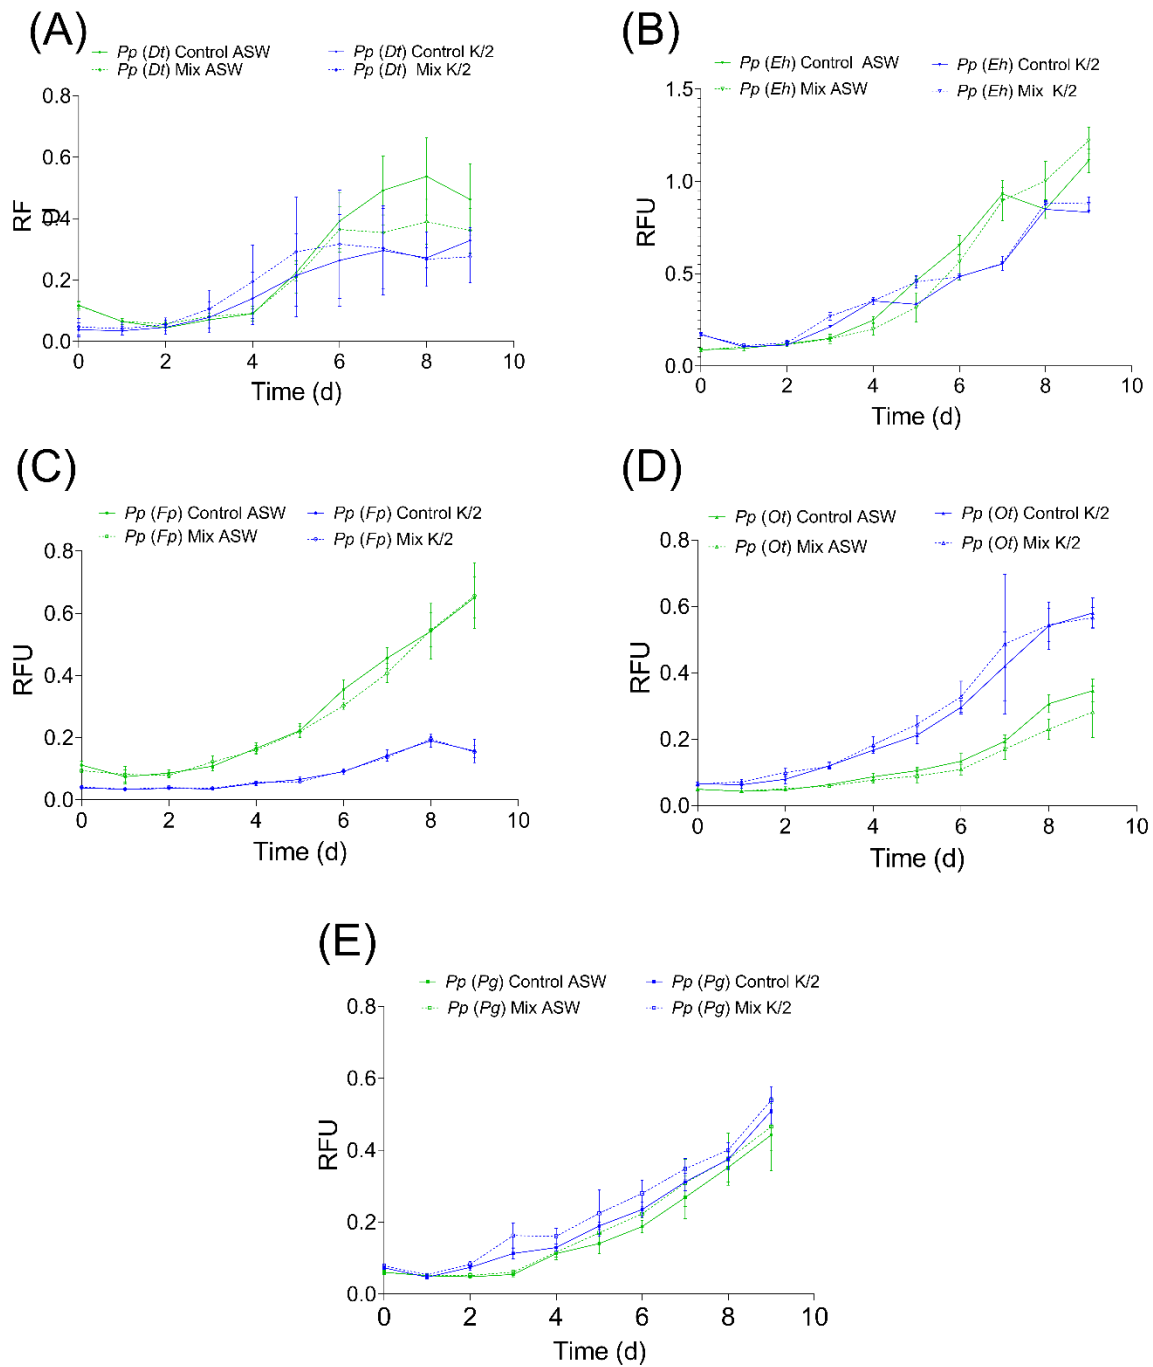 (A)
Pp (Dt) Control ASW
Pp (Dt) Control K/2
Pp (Dt) Mix ASW
Pp (Dt) Mix K/2
0.8
0.6
0.4
0.2
0.0
RF
U
0 2 4 6 8 10
Time (d)
(B)
Pp (Eh) Control ASW
Pp (Eh) Control K/2
Pp (Eh) Mix ASW
Pp (Eh) Mix K/2
1.5
1.0
0.5
0.0
RFU
0 2 4 6 8 10
Time (d)
(C)
Pp (Fp) Control ASW
Pp (Fp) Control K/2
Pp (Fp) Mix ASW
Pp (Fp) Mix K/2
0.8
0.6
0.4
0.2
0.0
RFU
0 2 4 6 8 10
Time (d)
(D)
Pp (Ot) Control ASW
Pp (Ot) Control K/2
Pp (Ot) Mix ASW
Pp (Ot) Mix K/2
0.8
0.6
0.4
0.2
0.0
RFU
0 2 4 6 8 10
Time (d)
(E)
Pp (Pg) Control ASW
Pp (Pg) Control K/2
Pp (Pg) Mix ASW
Pp (Pg) Mix K/2
0.8
0.6
0.4
0.2
0.0
RFU
0 2 4 6 8 10
Time (d)